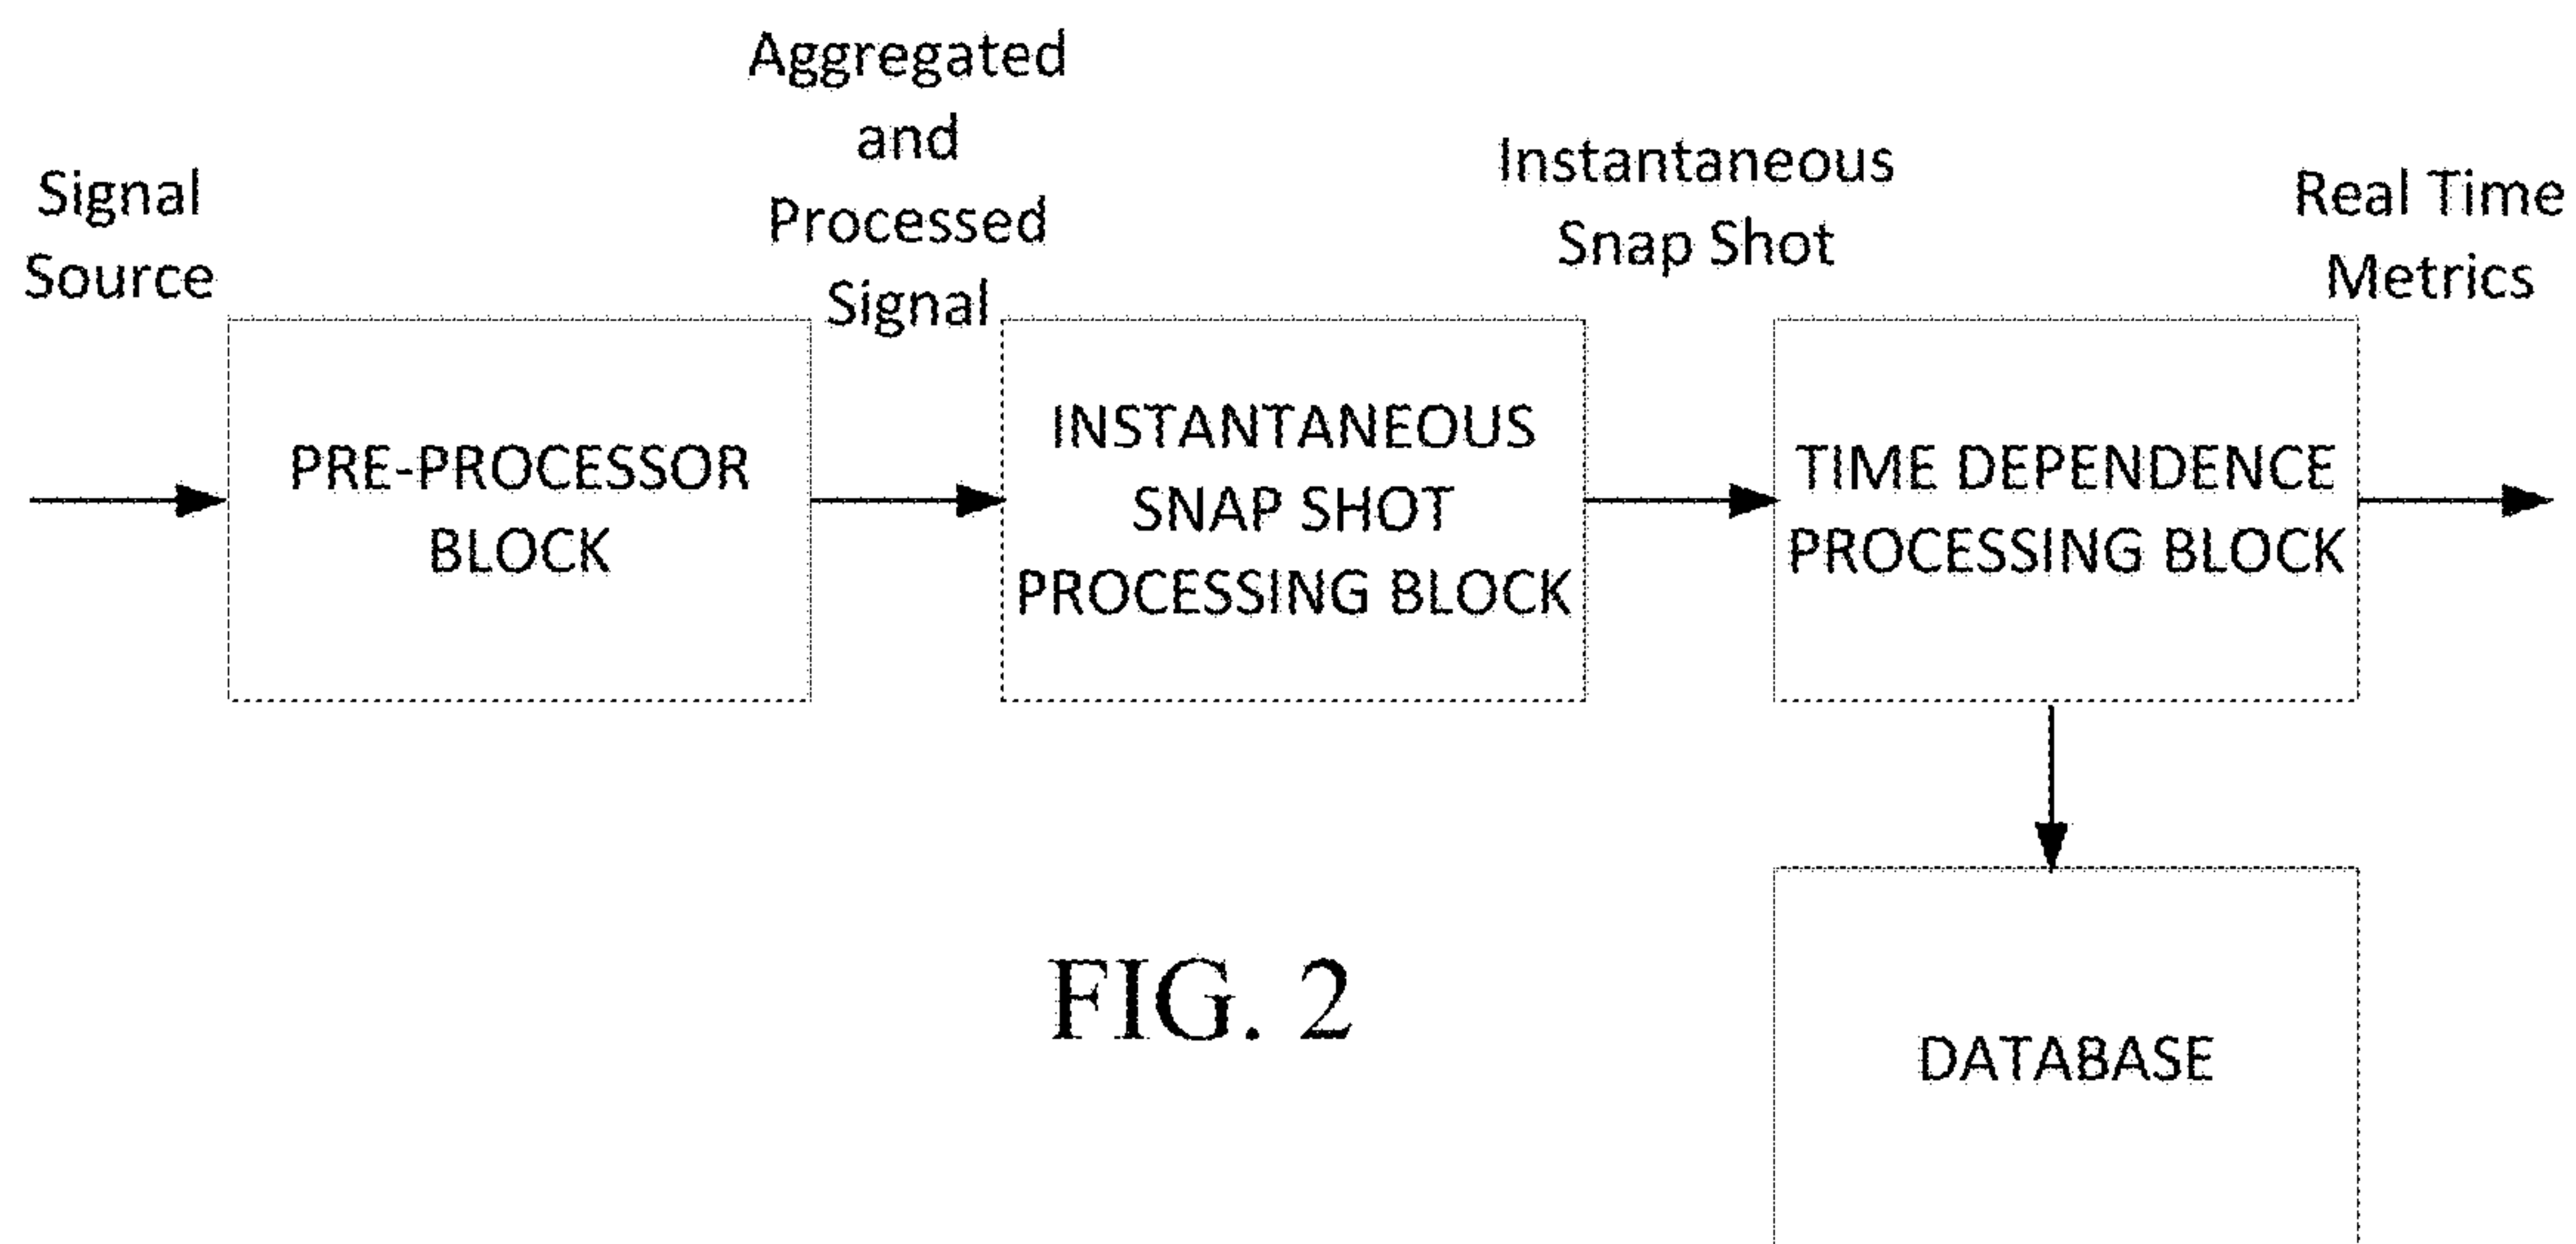 Signal
Source
Aggregated
and
Processed
Signal
Instantaneous
Snap Shot
Real Time
Metrics
PRE-PROCESSOR
BLOCK
INSTANTANEOUS
SNAP SHOT
PROCESSING BLOCK
TIME DEPENDENCE
PROCESSING BLOCK
DATABASE
FIG. 2